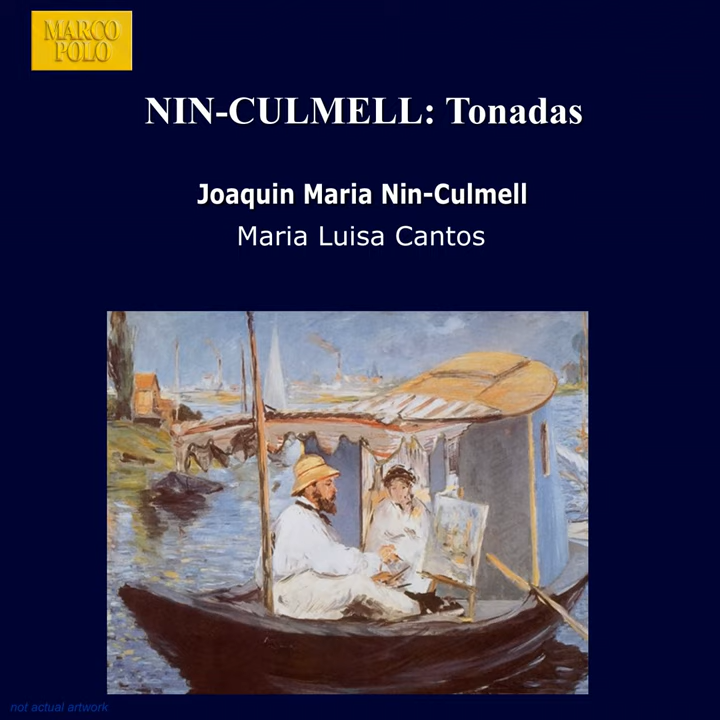 MARCO
POLO
NIN-CULMELL: Tonadas
Joaquin Maria Nin-Culmell
Maria Luisa Cantos
not actual artwork